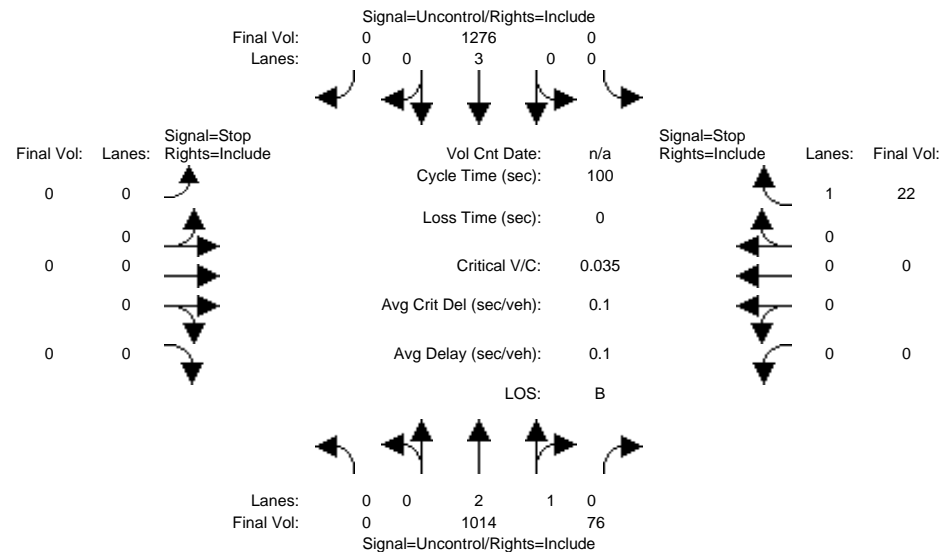 Signal=Uncontrol/Rights=Include
Final Vol: 0 1276 0
Lanes: 0 0 3 0 0
Signal=Stop
Final Vol: Lanes: Rights=Include
Vol Cnt Date: n/a
Signal=Stop
Rights=Include Lanes: Final Vol:
Cycle Time (sec): 100
0 0
1 22
Loss Time (sec): 0
0
0
0 0
Critical V/C: 0.035
0 0
0
Avg Crit Del (sec/veh): 0.1
0
0 0
Avg Delay (sec/veh): 0.1
0 0
LOS: B
Lanes: 0 0 2 1 0
Final Vol: 0 1014 76
Signal=Uncontrol/Rights=Include